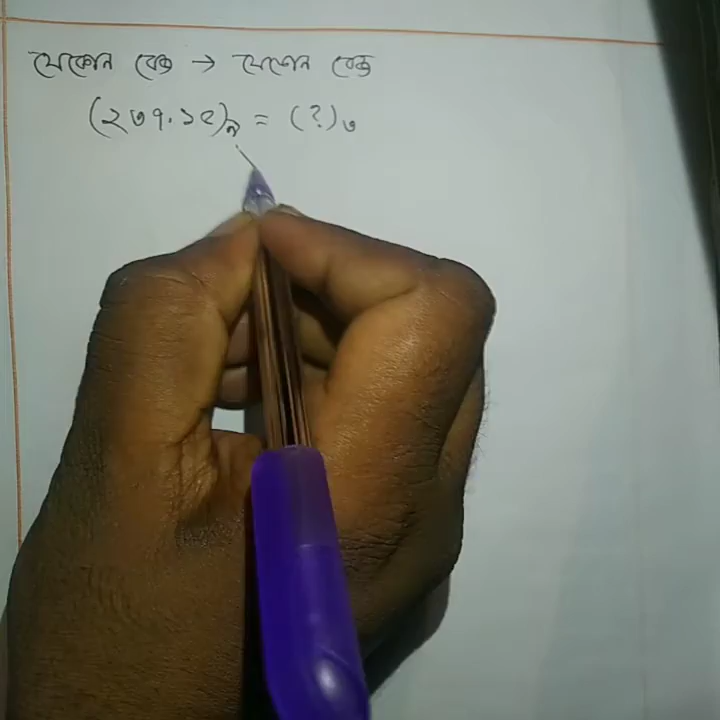 যেকোন বেজ → যেকোন বেজ
(২৩৭.১৫)৯ = (?)৩